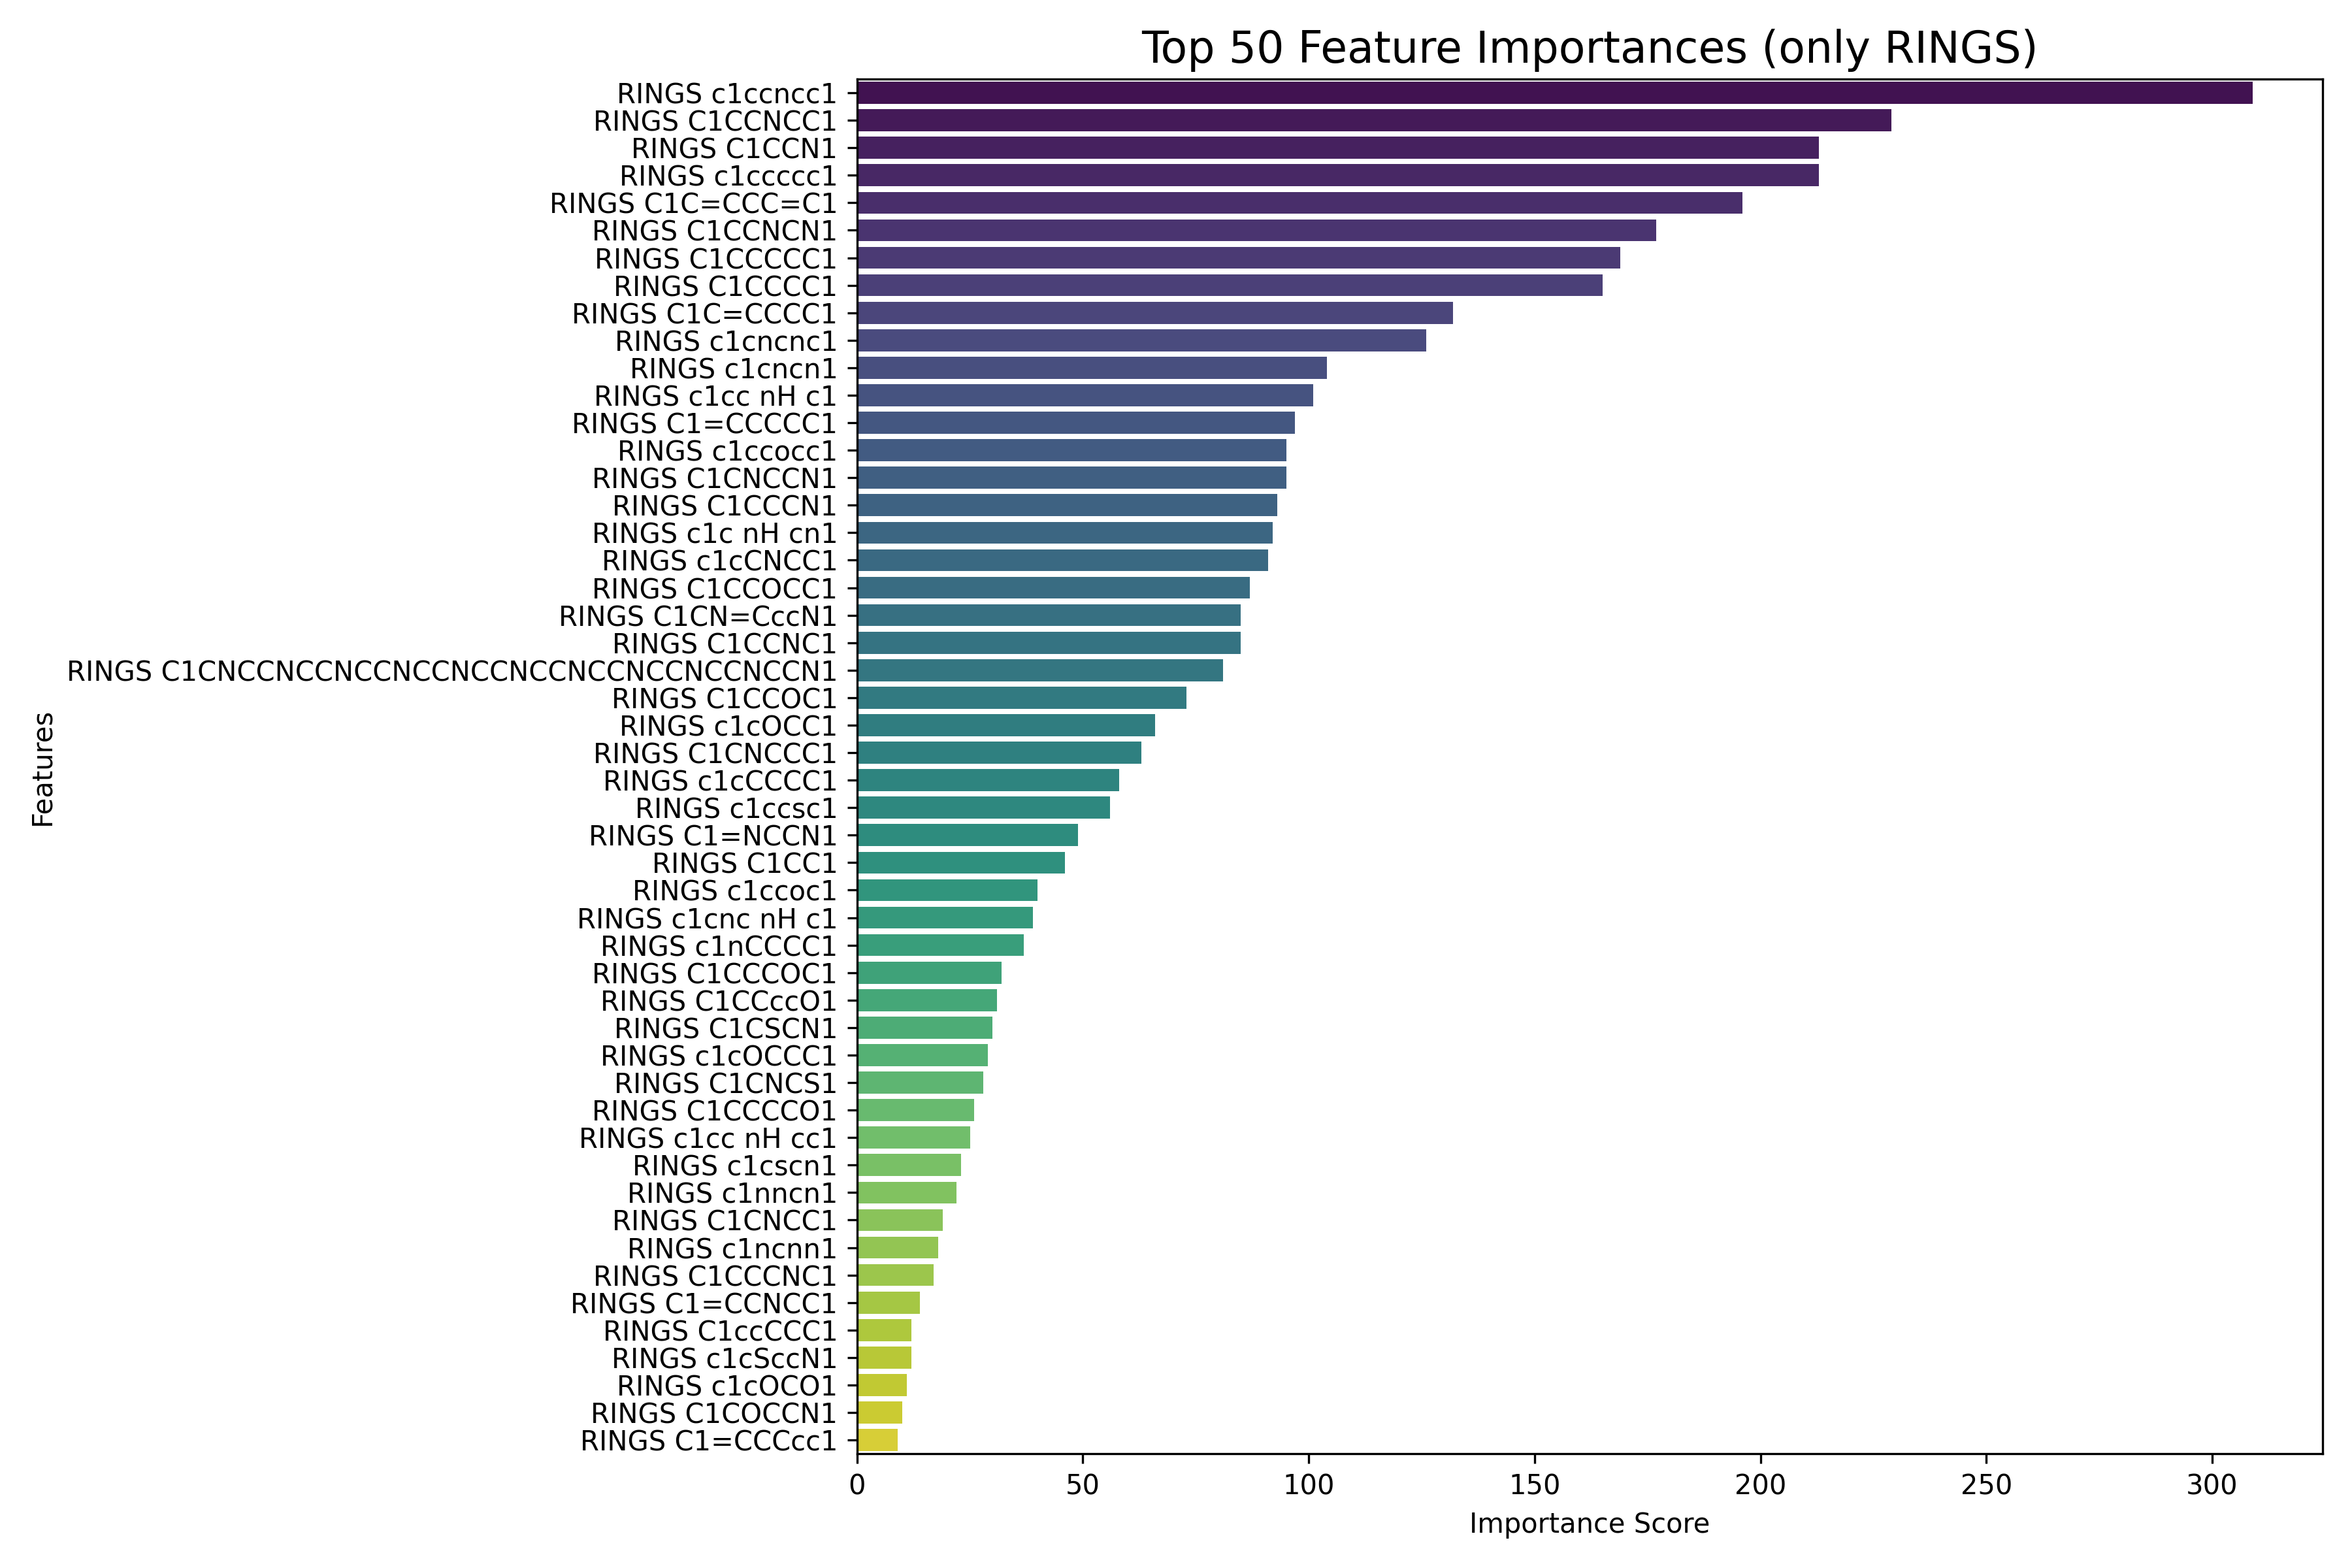 Top 50 Feature Importances (only RINGS)
RINGS c1ccncc1
RINGS C1CCNCC1
RINGS C1CCN1
RINGS c1ccccc1
RINGS C1C=CCC=C1
RINGS C1CCNCN1
RINGS C1CCCCC1
RINGS C1CCCC1
RINGS C1C=CCCC1
RINGS c1cncnc1
RINGS c1cncn1
RINGS c1cc nH c1
RINGS C1=CCCCC1
RINGS c1ccocc1
RINGS C1CNCCN1
RINGS C1CCCN1
RINGS c1c nH cn1
RINGS c1cCNCC1
RINGS C1CCOCC1
RINGS C1CN=CccN1
RINGS C1CCNC1
RINGS C1CNCCNCCNCCNCCNCCNCCNCCNCCNCCNCCN1
RINGS C1CCOC1
RINGS c1cOCC1
RINGS C1CNCCC1
RINGS c1cCCCC1
RINGS c1ccsc1
RINGS C1=NCCN1
RINGS C1CC1
RINGS c1ccoc1
RINGS c1cnc nH c1
RINGS c1nCCCC1
RINGS C1CCCOC1
RINGS C1CCccO1
RINGS C1CSCN1
RINGS c1cOCCC1
RINGS C1CNCS1
RINGS C1CCCCO1
RINGS c1cc nH cc1
RINGS c1cscn1
RINGS c1nncn1
RINGS C1CNCC1
RINGS c1ncnn1
RINGS C1CCCNC1
RINGS C1=CCNCC1
RINGS C1ccCCC1
RINGS c1cSccN1
RINGS c1cOCO1
RINGS C1COCCN1
RINGS C1=CCCcc1
Features
0 50 100 150 200 250 300
Importance Score